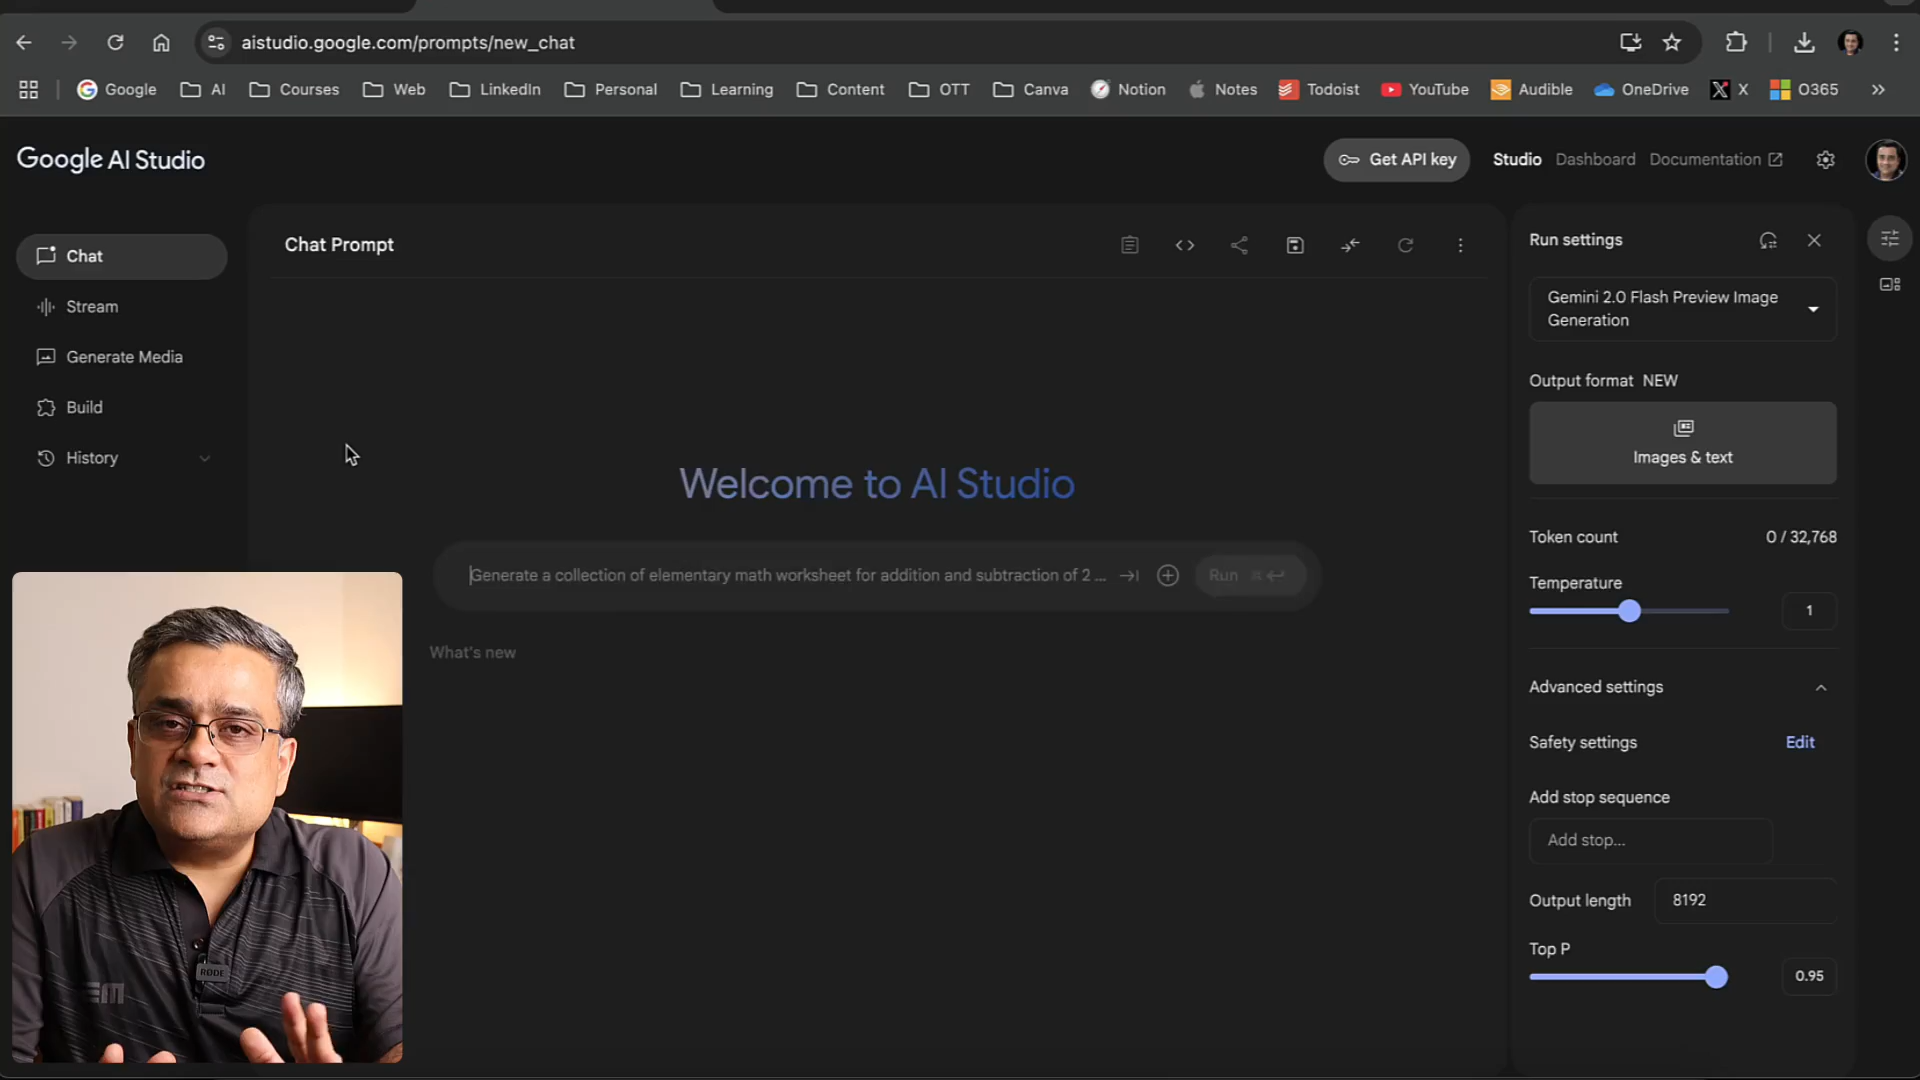 aistudio.google.com/prompts/new_chat
Google AI Courses Web LinkedIn Personal Learning Content OTT Canva Notion Notes Todoist YouTube Audible OneDrive X O365
Google AI Studio
Get API key Studio Dashboard Documentation
Chat
Stream
Generate Media
Build
History
Chat Prompt
Welcome to AI Studio
Generate a collection of elementary math worksheet for addition and subtraction of 2 ...
Run
What's new
Run settings
Gemini 2.0 Flash Preview Image
Generation
Output format NEW
Images & text
Token count 0 / 32,768
Temperature
1
Advanced settings
Safety settings Edit
Add stop sequence
Add stop...
Output length 8192
Top P
0.95
RODE
EM